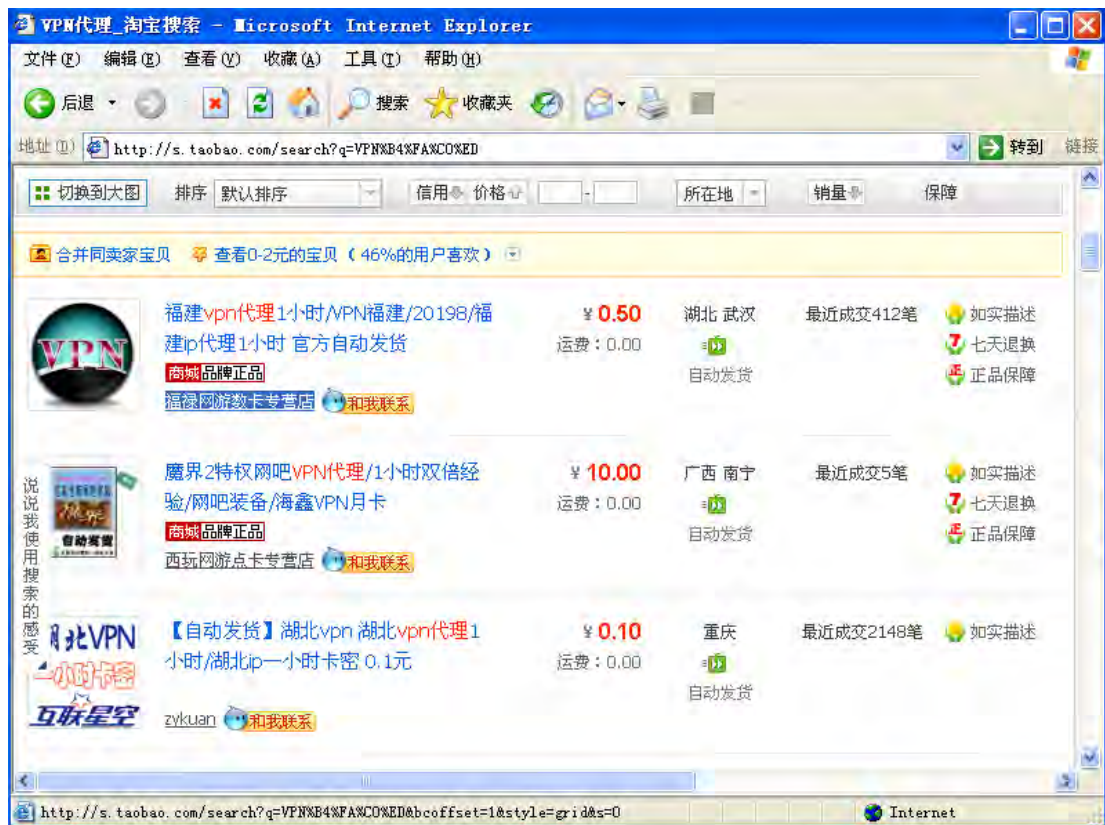 VPN代理_淘宝搜索 - Microsoft Internet Explorer
文件(F) 编辑(E) 查看(V) 收藏(A) 工具(T) 帮助(H)
后退 搜索 收藏夹
地址(D) http://s.taobao.com/search?q=VPN%B4%FA%C0%ED 转到 链接
切换到大图 排序 默认排序 信用 价格 - 所在地 销量 保障
合并同卖家宝贝 查看0-2元的宝贝(46%的用户喜欢)
VPN
福建vpn代理1小时/VPN福建/20198/福
建ip代理1小时 官方自动发货
商城 品牌正品
福禄网游数卡专营店 和我联系
¥ 0.50
运费:0.00
湖北 武汉
自动发货
最近成交412笔
如实描述
七天退换
正品保障
说说我使用搜索的感受
自动发货
魔界2特权网吧VPN代理/1小时双倍经
验/网吧装备/海鑫VPN月卡
商城 品牌正品
西玩网游点卡专营店 和我联系
¥ 10.00
运费:0.00
广西 南宁
自动发货
最近成交5笔
如实描述
七天退换
正品保障
北VPN
一小时卡密
互联星空
【自动发货】湖北vpn 湖北vpn代理1
小时/湖北ip一小时卡密 0.1元
zykuan 和我联系
¥ 0.10
运费:0.00
重庆
自动发货
最近成交2148笔
如实描述
http://s.taobao.com/search?q=VPN%B4%FA%C0%ED&bcoffset=1&style=grid&s=0 Internet